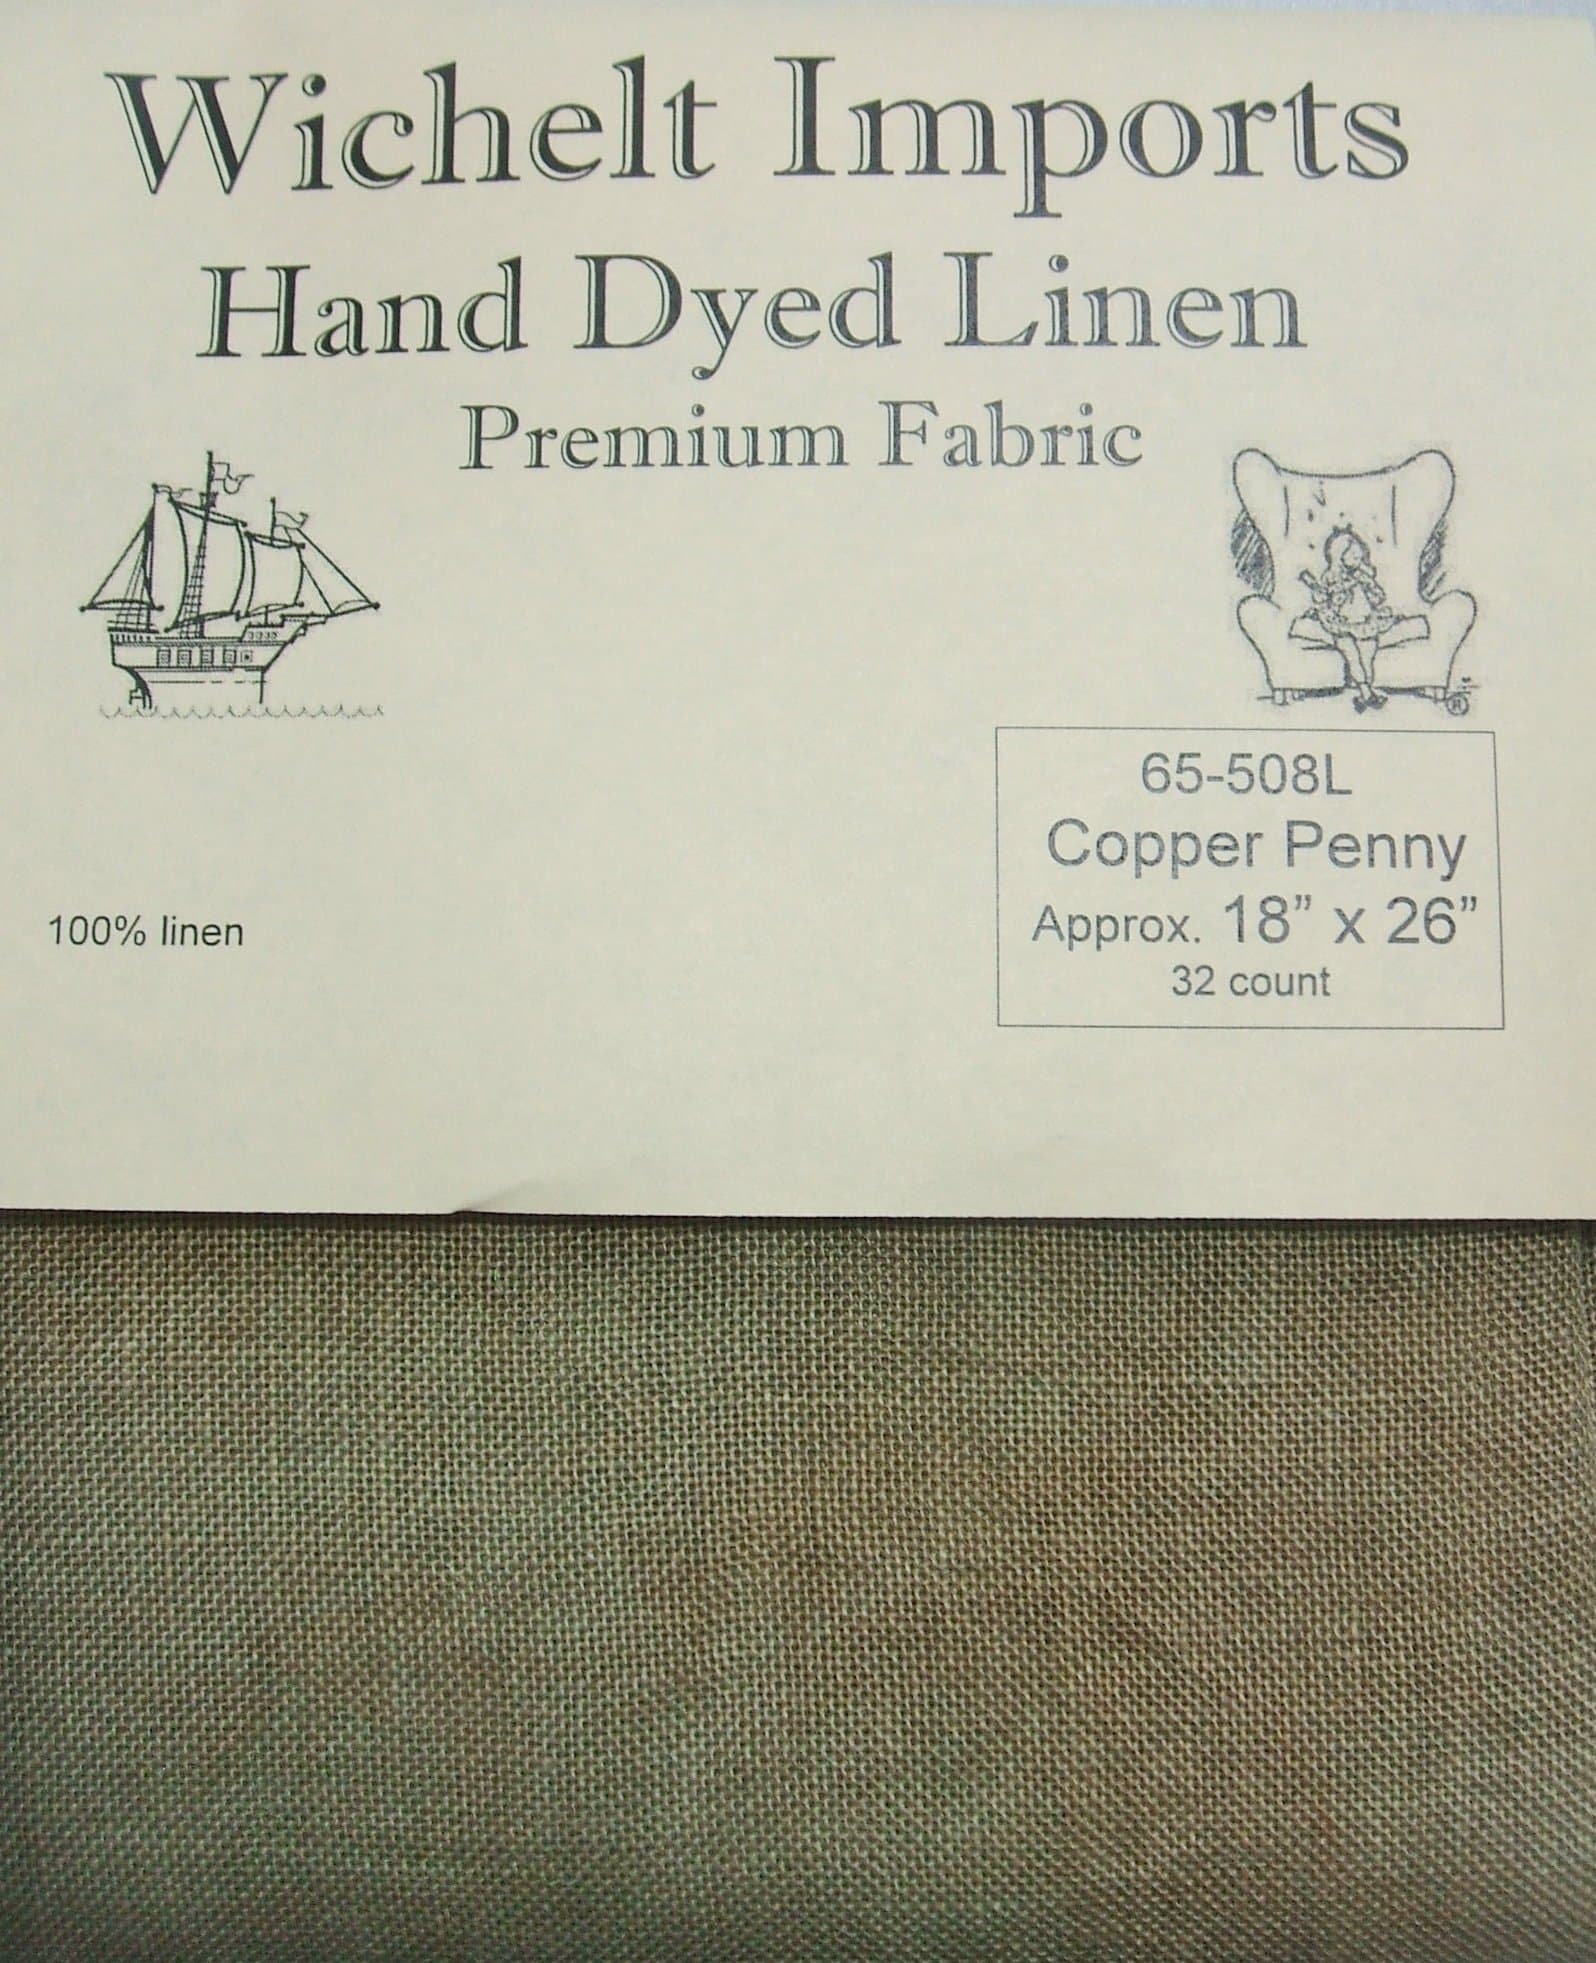 Wichelt Imports
Hand Dyed Linen
Premium Fabric
65-508L
Copper Penny
Approx. 18” x 26”
32 count
100% linen